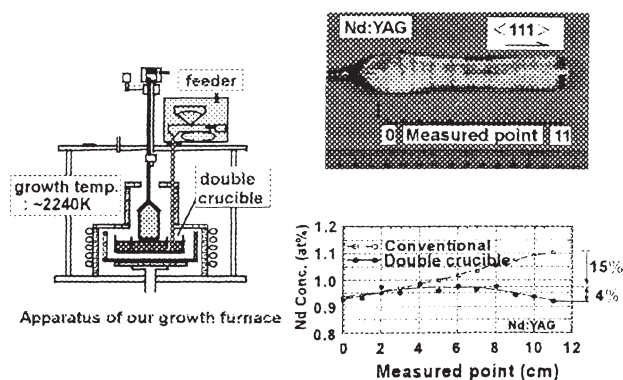 feeder
growth temp.
: ~2240K
double
crucible
Apparatus of our growth furnace
Nd:YAG
<111>
0 Measured point 11
Nd Conc. (at%)
1.2
1.1
1.0
0.9
0.8
Conventional
Double crucible
15%
4%
Nd:YAG
0 2 4 6 8 10 12
Measured point (cm)